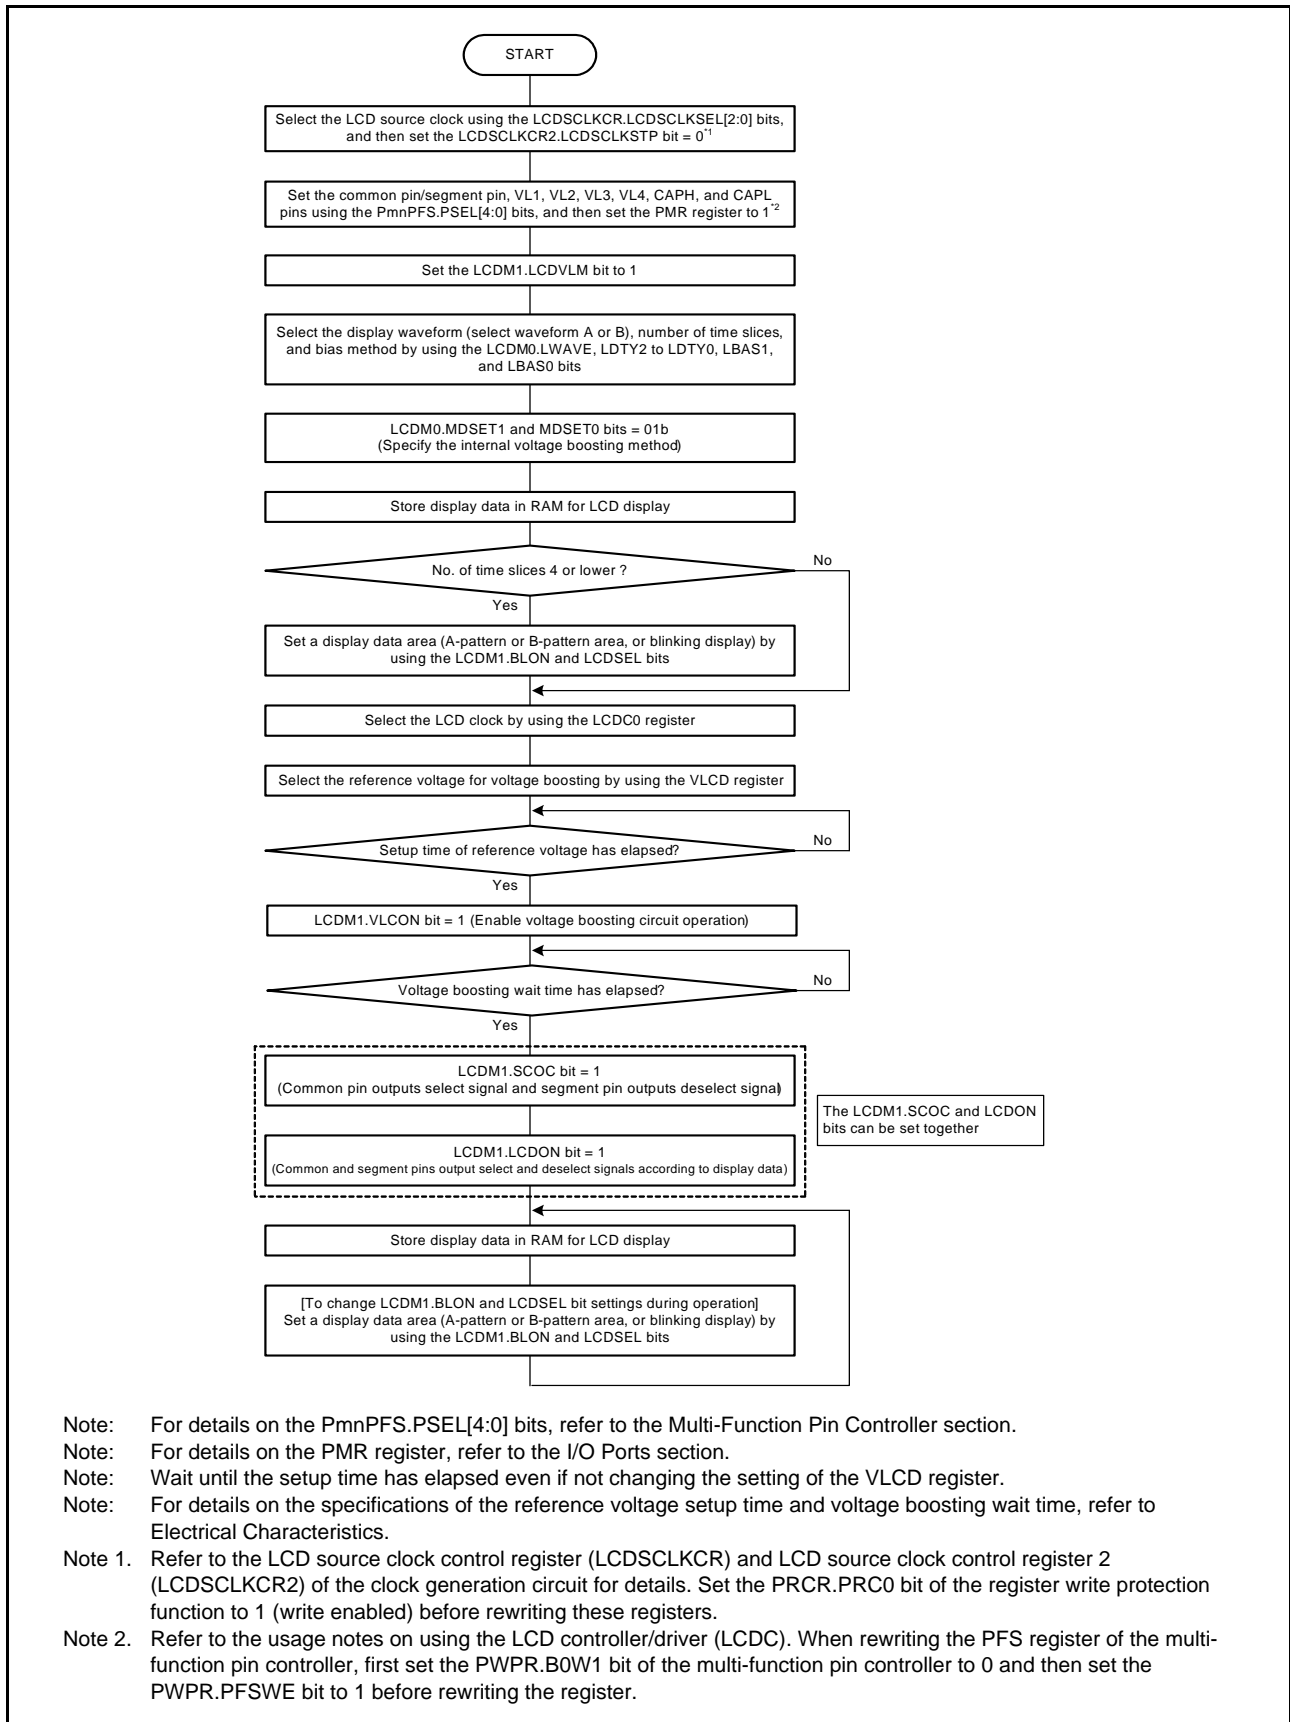 START
Select the LCD source clock using the LCDSCLKCR.LCDSCLKSEL[2:0] bits,
and then set the LCDSCLKCR2.LCDSCLKSTP bit = 0*1
Set the common pin/segment pin, VL1, VL2, VL3, VL4, CAPH, and CAPL
pins using the PmnPFS.PSEL[4:0] bits, and then set the PMR register to 1*2
Set the LCDM1.LCDVLM bit to 1
Select the display waveform (select waveform A or B), number of time slices,
and bias method by using the LCDM0.LWAVE, LDTY2 to LDTY0, LBAS1,
and LBAS0 bits
LCDM0.MDSET1 and MDSET0 bits = 01b
(Specify the internal voltage boosting method)
Store display data in RAM for LCD display
No. of time slices 4 or lower ?
No
Yes
Set a display data area (A-pattern or B-pattern area, or blinking display) by
using the LCDM1.BLON and LCDSEL bits
Select the LCD clock by using the LCDC0 register
Select the reference voltage for voltage boosting by using the VLCD register
Setup time of reference voltage has elapsed?
No
Yes
LCDM1.VLCON bit = 1 (Enable voltage boosting circuit operation)
Voltage boosting wait time has elapsed?
No
Yes
LCDM1.SCOC bit = 1
(Common pin outputs select signal and segment pin outputs deselect signal)
The LCDM1.SCOC and LCDON
bits can be set together
LCDM1.LCDON bit = 1
(Common and segment pins output select and deselect signals according to display data)
Store display data in RAM for LCD display
[To change LCDM1.BLON and LCDSEL bit settings during operation]
Set a display data area (A-pattern or B-pattern area, or blinking display) by
using the LCDM1.BLON and LCDSEL bits
Note: For details on the PmnPFS.PSEL[4:0] bits, refer to the Multi-Function Pin Controller section.
Note: For details on the PMR register, refer to the I/O Ports section.
Note: Wait until the setup time has elapsed even if not changing the setting of the VLCD register.
Note: For details on the specifications of the reference voltage setup time and voltage boosting wait time, refer to
Electrical Characteristics.
Note 1. Refer to the LCD source clock control register (LCDSCLKCR) and LCD source clock control register 2
(LCDSCLKCR2) of the clock generation circuit for details. Set the PRCR.PRC0 bit of the register write protection
function to 1 (write enabled) before rewriting these registers.
Note 2. Refer to the usage notes on using the LCD controller/driver (LCDC). When rewriting the PFS register of the multi-
function pin controller, first set the PWPR.B0W1 bit of the multi-function pin controller to 0 and then set the
PWPR.PFSWE bit to 1 before rewriting the register.